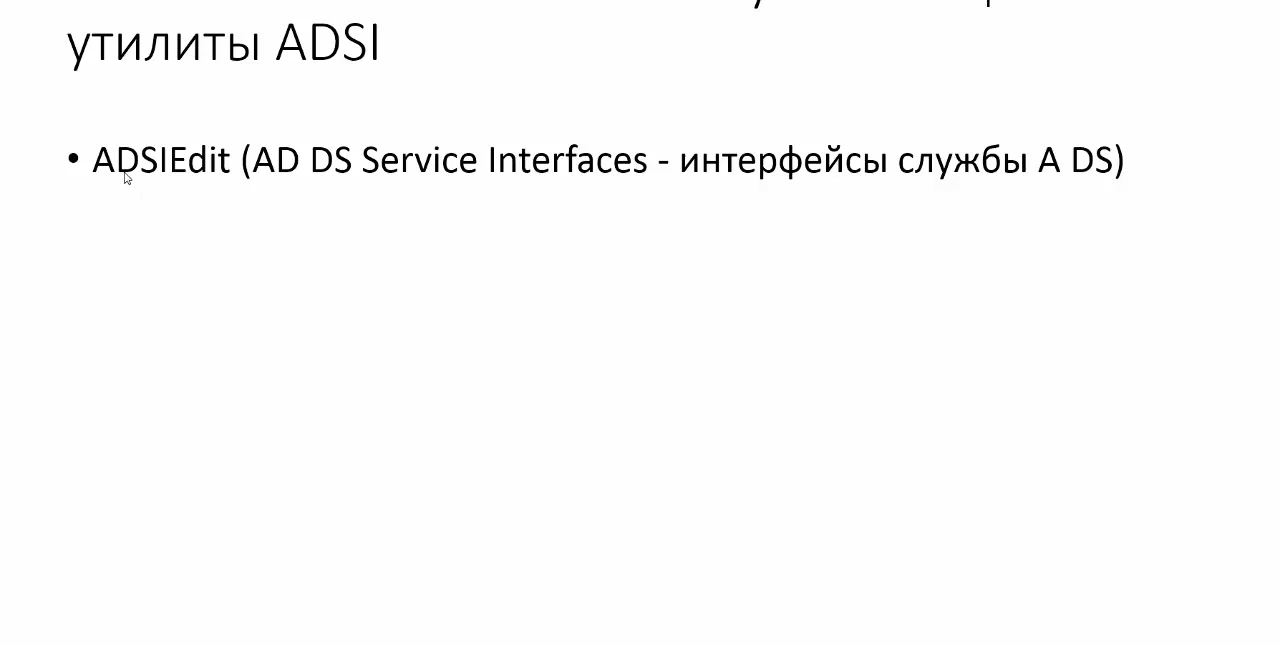 утилиты ADSI
• ADSIEdit (AD DS Service Interfaces - интерфейсы службы A DS)